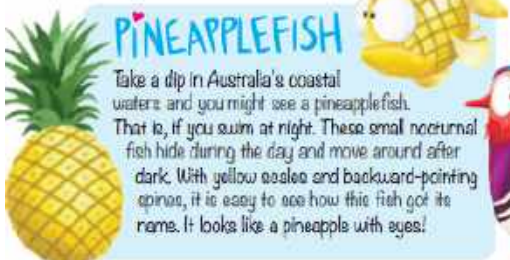 PiNEAPPLEFISH
Take a dip in Australia's coastal
waters and you might see a pineapplefish.
That is, if you swim at night. These small nocturnal
fish hide during the day and move around after
dark. With yellow scales and backward-pointing
spines, it is easy to see how this fish got its
name. It looks like a pineapple with eyes!